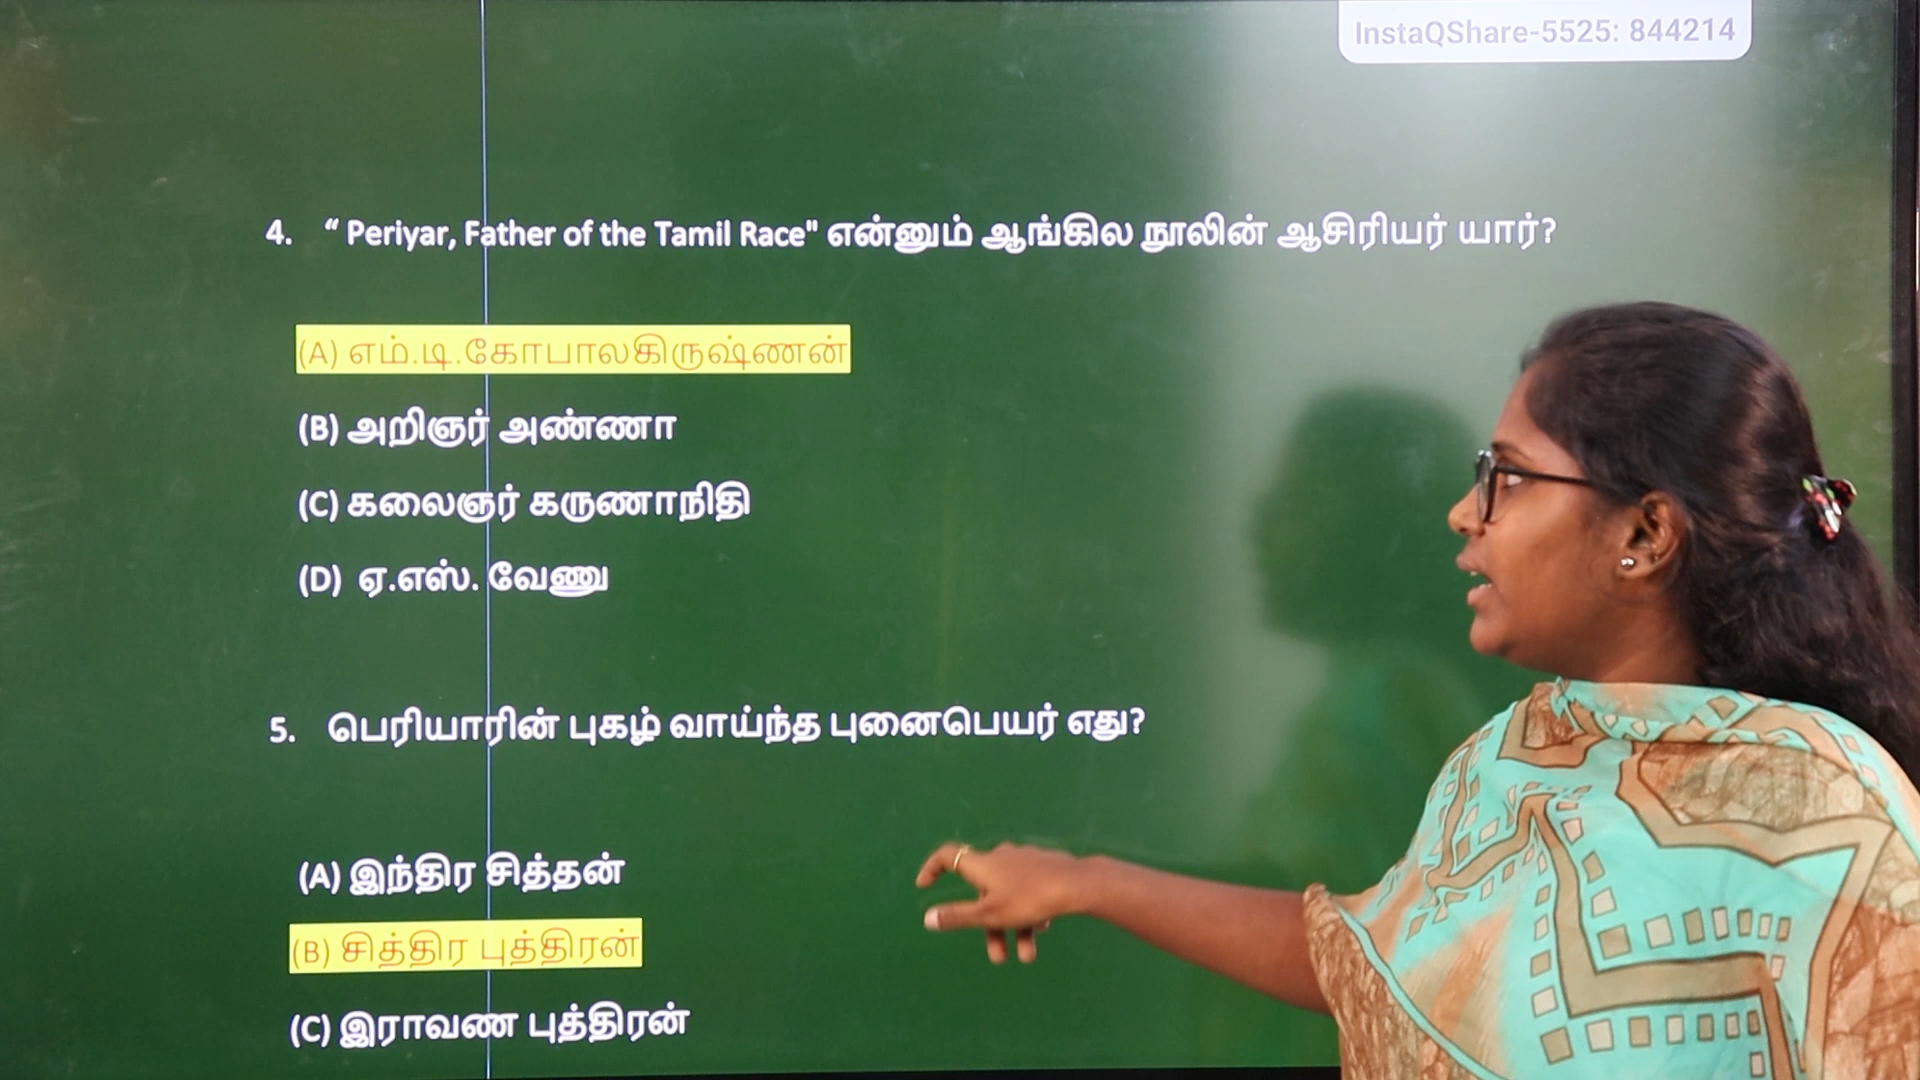 InstaQShare-5525: 844214
4. “ Periyar, Father of the Tamil Race" என்னும் ஆங்கில நூலின் ஆசிரியர் யார்?
(A) எம்.டி.கோபாலகிருஷ்ணன்
(B) அறிஞர் அண்ணா
(C) கலைஞர் கருணாநிதி
(D) ஏ.எஸ். வேணு
5. பெரியாரின் புகழ் வாய்ந்த புனைபெயர் எது?
(A) இந்திர சித்தன்
(B) சித்திர புத்திரன்
(C) இராவண புத்திரன்